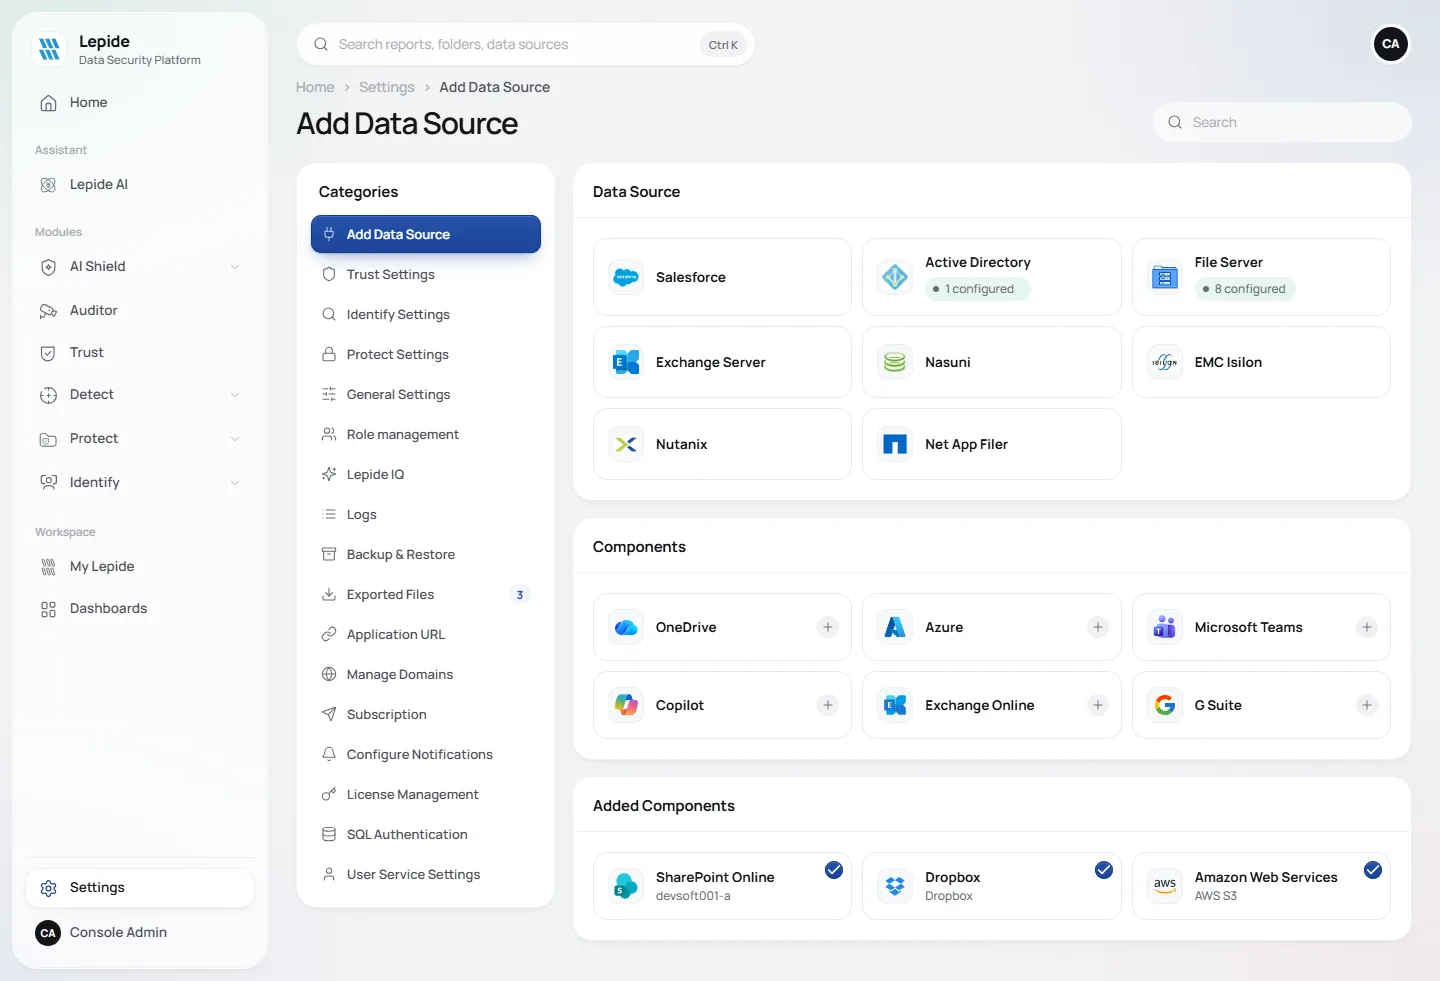 Lepide
Data Security Platform
Home
Assistant
Lepide AI
Modules
AI Shield
Auditor
Trust
Detect
Protect
Identify
Workspace
My Lepide
Dashboards
Settings
CA
Console Admin
Search reports, folders, data sources
Ctrl K
CA
Home > Settings > Add Data Source
Add Data Source
Search
Categories
Add Data Source
Trust Settings
Identify Settings
Protect Settings
General Settings
Role management
Lepide IQ
Logs
Backup & Restore
Exported Files 3
Application URL
Manage Domains
Subscription
Configure Notifications
License Management
SQL Authentication
User Service Settings
Data Source
salesforce
Salesforce
Active Directory
1 configured
File Server
8 configured
E
Exchange Server
Nasuni
ISILON
EMC Isilon
Nutanix
Net App Filer
Components
OneDrive
Azure
T
Microsoft Teams
Copilot
E
Exchange Online
G
G Suite
Added Components
S
SharePoint Online
devsoft001-a
Dropbox
Dropbox
aws
Amazon Web Services
AWS S3